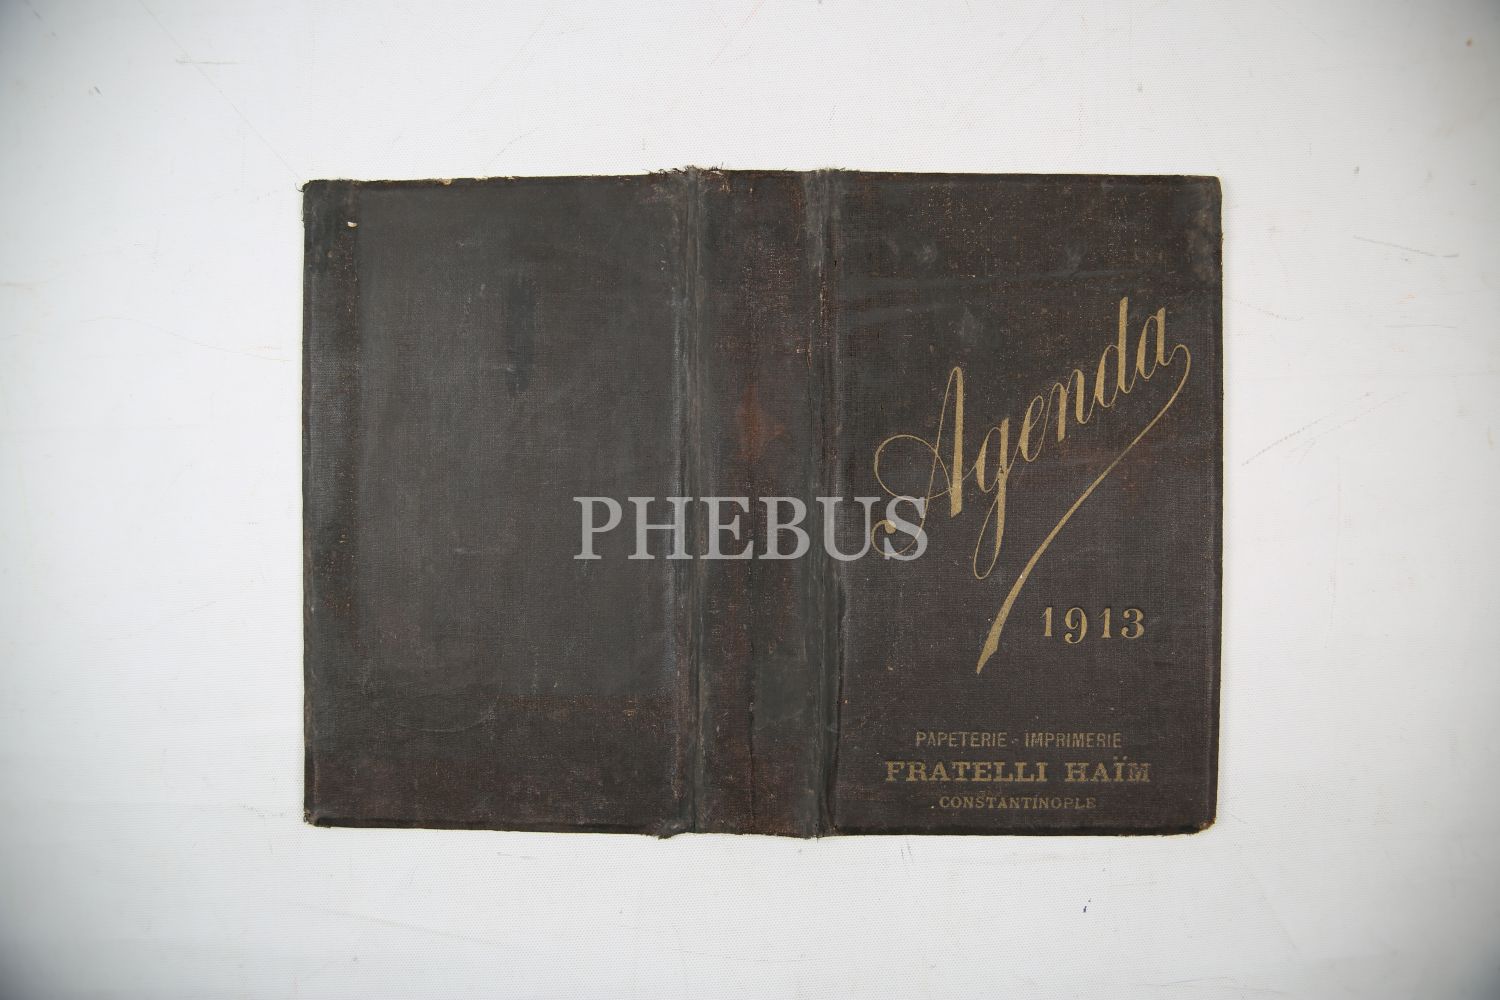 Agenda
1913
PAPETERIE - IMPRIMERIE
FRATELLI HAÏM
CONSTANTINOPLE
PHEBUS